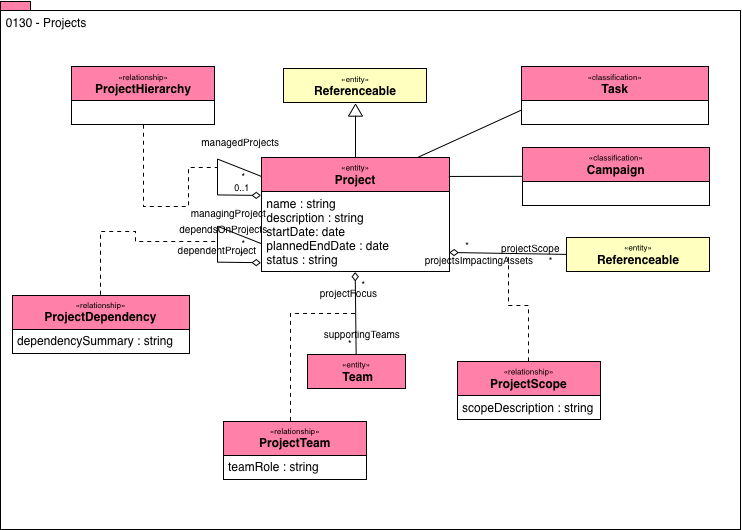 0130 - Projects
«relationship»
ProjectHierarchy
«entity»
Referenceable
«classification»
Task
managedProjects
*
0..1
«entity»
Project
name : string
description : string
startDate: date
plannedEndDate : date
status : string
«classification»
Campaign
managingProject
dependsOnProjects
*
dependentProject
*
*
projectScope
*
projectsImpactingAssets
«entity»
Referenceable
*
projectFocus
«relationship»
ProjectDependency
dependencySummary : string
supportingTeams
*
«entity»
Team
«relationship»
ProjectScope
scopeDescription : string
«relationship»
ProjectTeam
teamRole : string